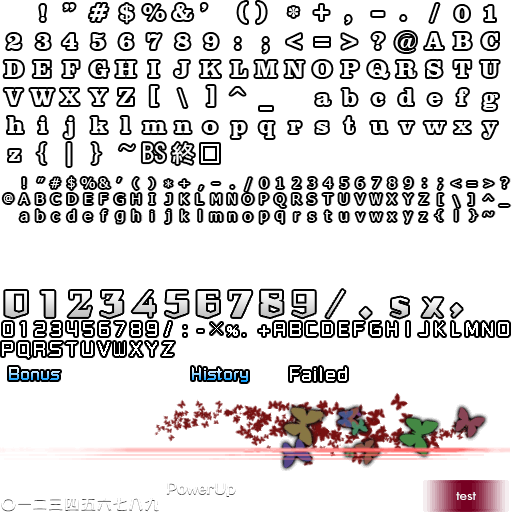 ! " # $ % & ' ( ) * + , - . / 0 1
2 3 4 5 6 7 8 9 : ; < = > ? @ A B C
D E F G H I J K L M N O P Q R S T U
V W X Y Z [ \ ] ^ _ a b c d e f g
h i j k l m n o p q r s t u v w x y
z { | } ~ BS 終 □
! " # $ % & ' ( ) * + , - . / 0 1 2 3 4 5 6 7 8 9 : ; < = > ?
@ A B C D E F G H I J K L M N O P Q R S T U V W X Y Z [ \ ] ^ _
a b c d e f g h i j k l m n o p q r s t u v w x y z { | } ~
0 1 2 3 4 5 6 7 8 9 / . s x ,
0 1 2 3 4 5 6 7 8 9 / : - × % . + A B C D E F G H I J K L M N O
P Q R S T U V W X Y Z
Bonus History Failed
PowerUp
〇一二三四五六七八九
test